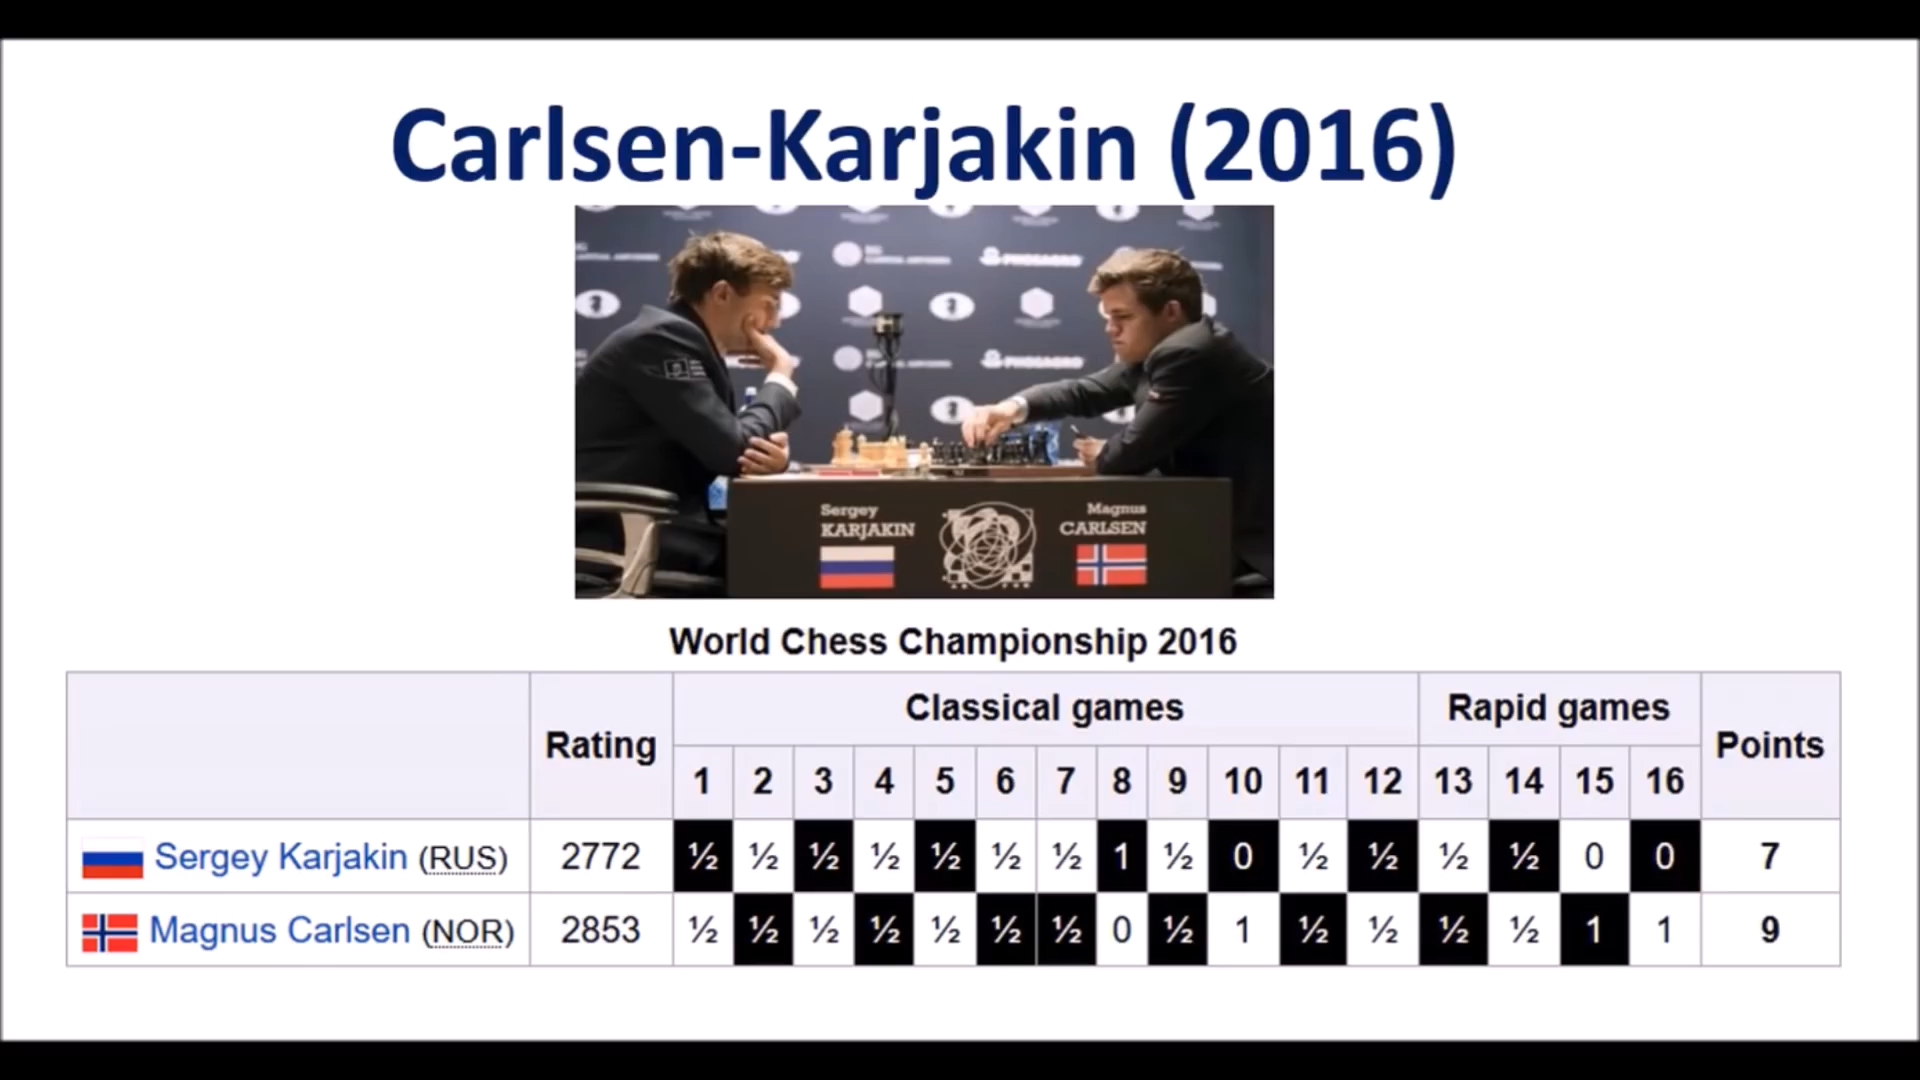 Carlsen-Karjakin (2016)
PHOSAGRO
PHOSAGRO
Sergey
KARJAKIN
Magnus
CARLSEN
World Chess Championship 2016
Rating Classical games Rapid games Points
1 2 3 4 5 6 7 8 9 10 11 12 13 14 15 16
Sergey Karjakin (RUS) 2772 ½ ½ ½ ½ ½ ½ ½ 1 ½ 0 ½ ½ ½ ½ 0 0 7
Magnus Carlsen (NOR) 2853 ½ ½ ½ ½ ½ ½ ½ 0 ½ 1 ½ ½ ½ ½ 1 1 9